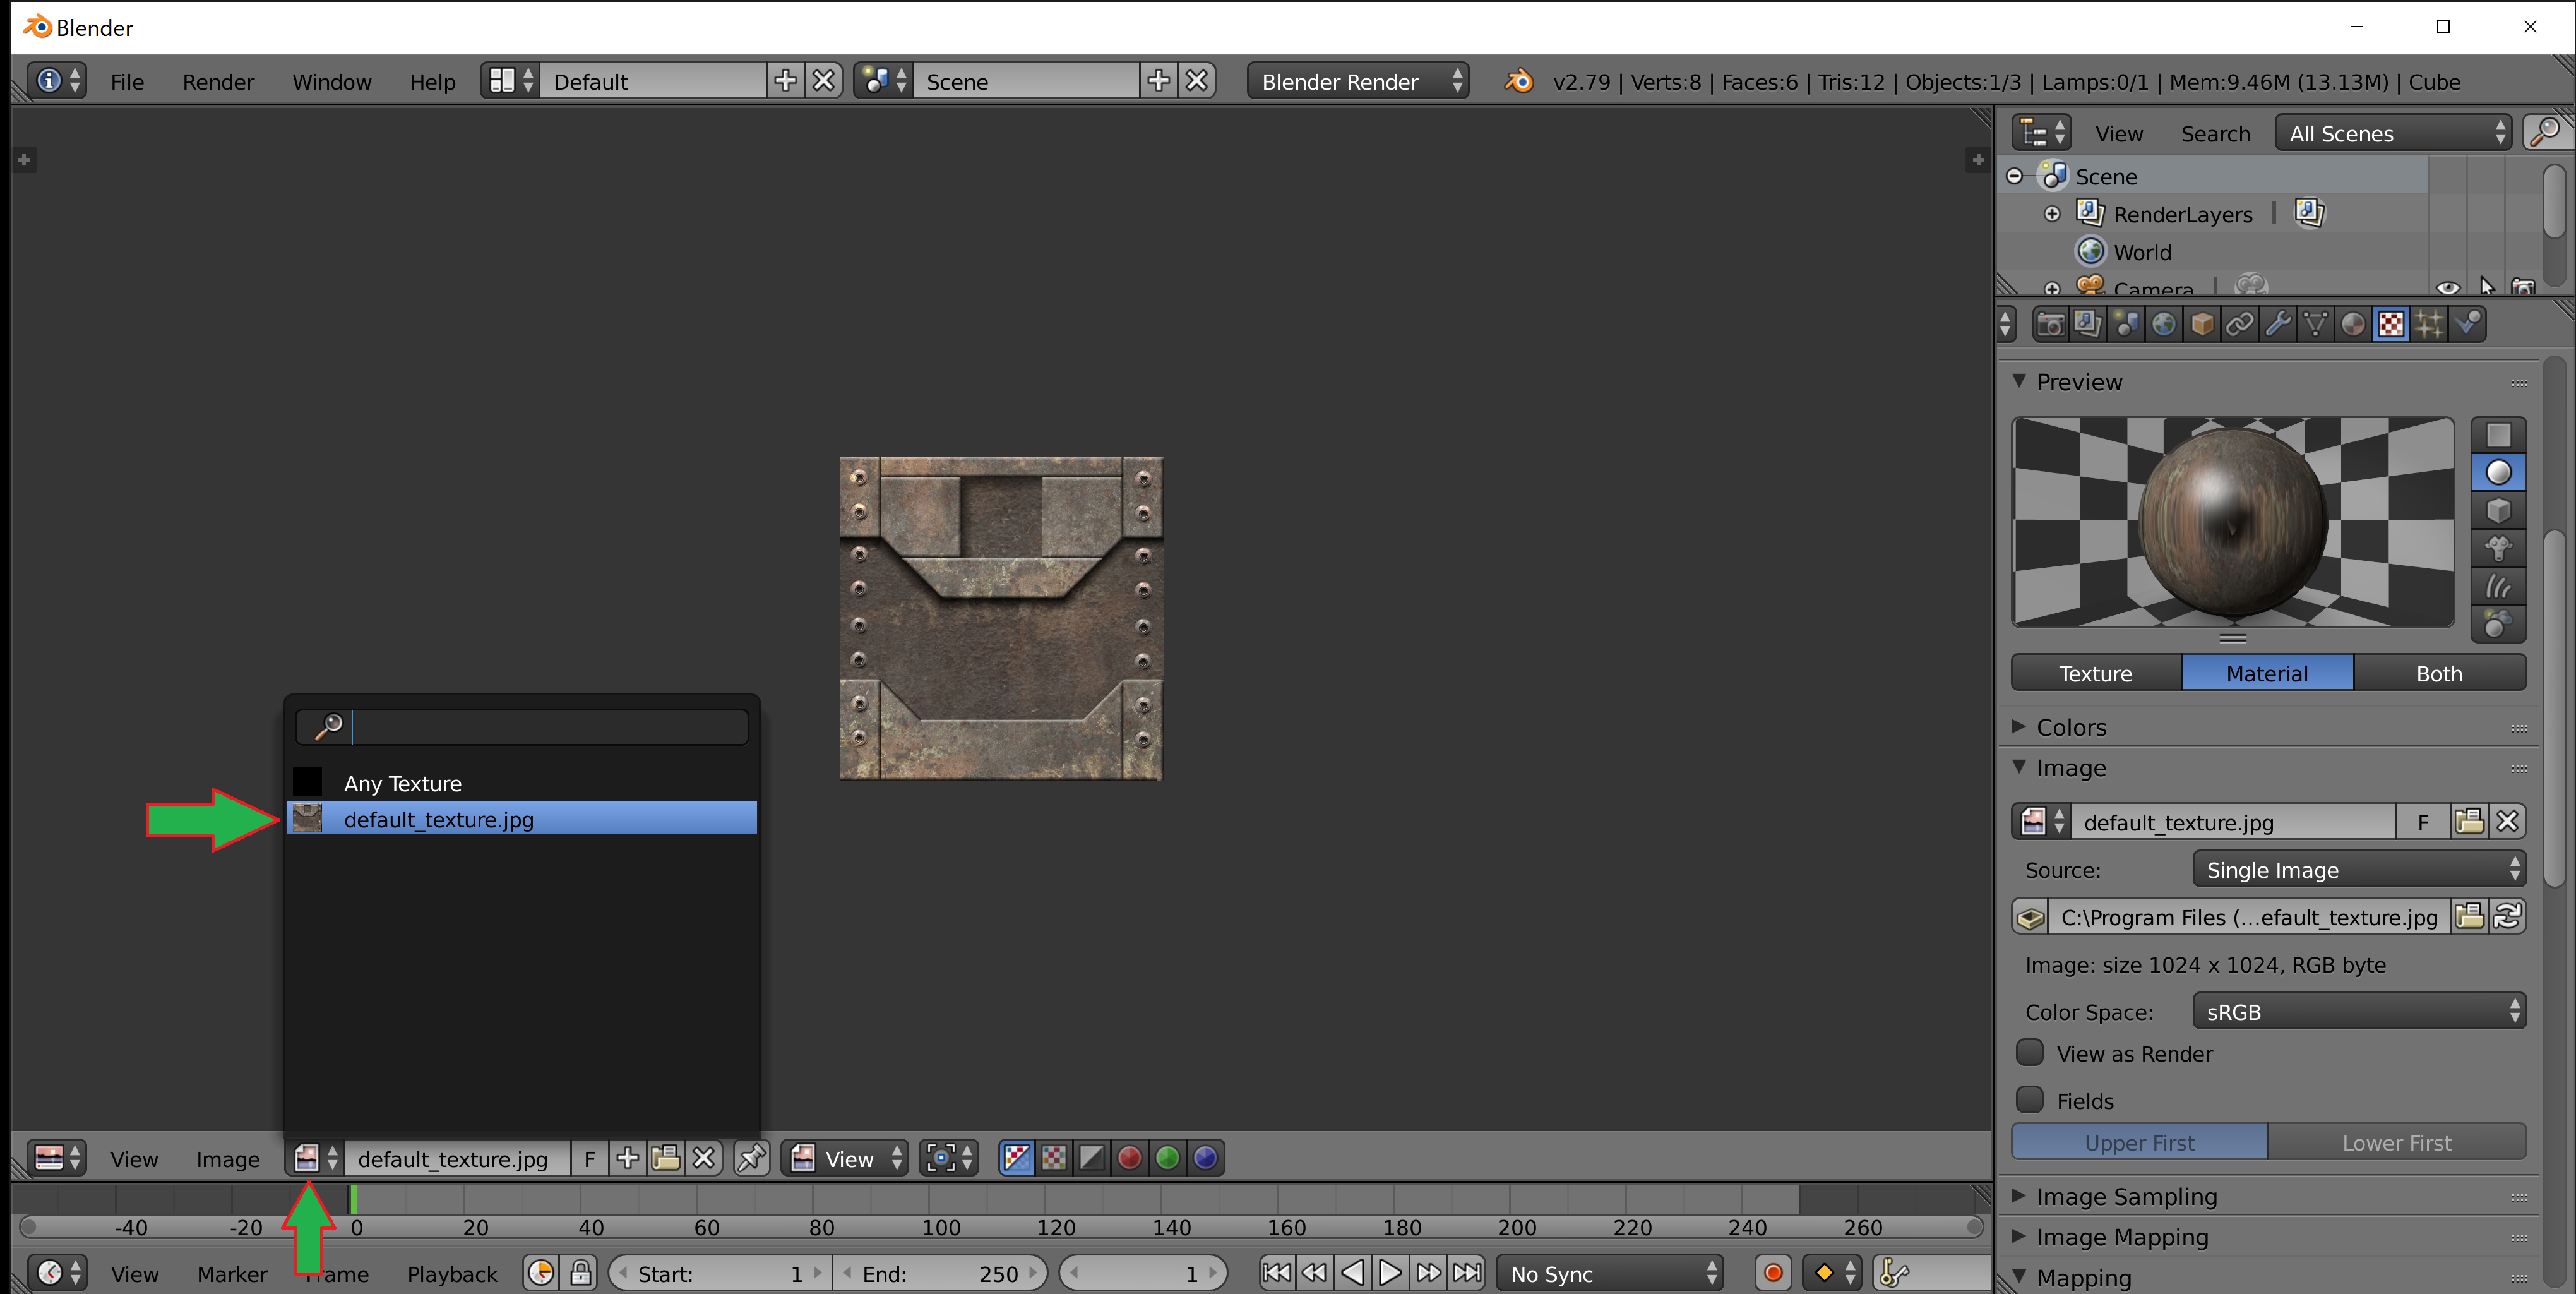 Blender
File Render Window Help Default Scene Blender Render v2.79 | Verts:8 | Faces:6 | Tris:12 | Objects:1/3 | Lamps:0/1 | Mem:9.46M (13.13M) | Cube
View Search All Scenes
Scene
RenderLayers
World
Camera
Preview
Texture Material Both
Colors
Image
default_texture.jpg F
Source: Single Image
C:\Program Files (...efault_texture.jpg
Image: size 1024 x 1024, RGB byte
Color Space: sRGB
View as Render
Fields
Upper First Lower First
Image Sampling
Image Mapping
Mapping
Any Texture
default_texture.jpg
View Image default_texture.jpg F View
-40 -20 0 20 40 60 80 100 120 140 160 180 200 220 240 260
View Marker Frame Playback Start: 1 End: 250 1 No Sync